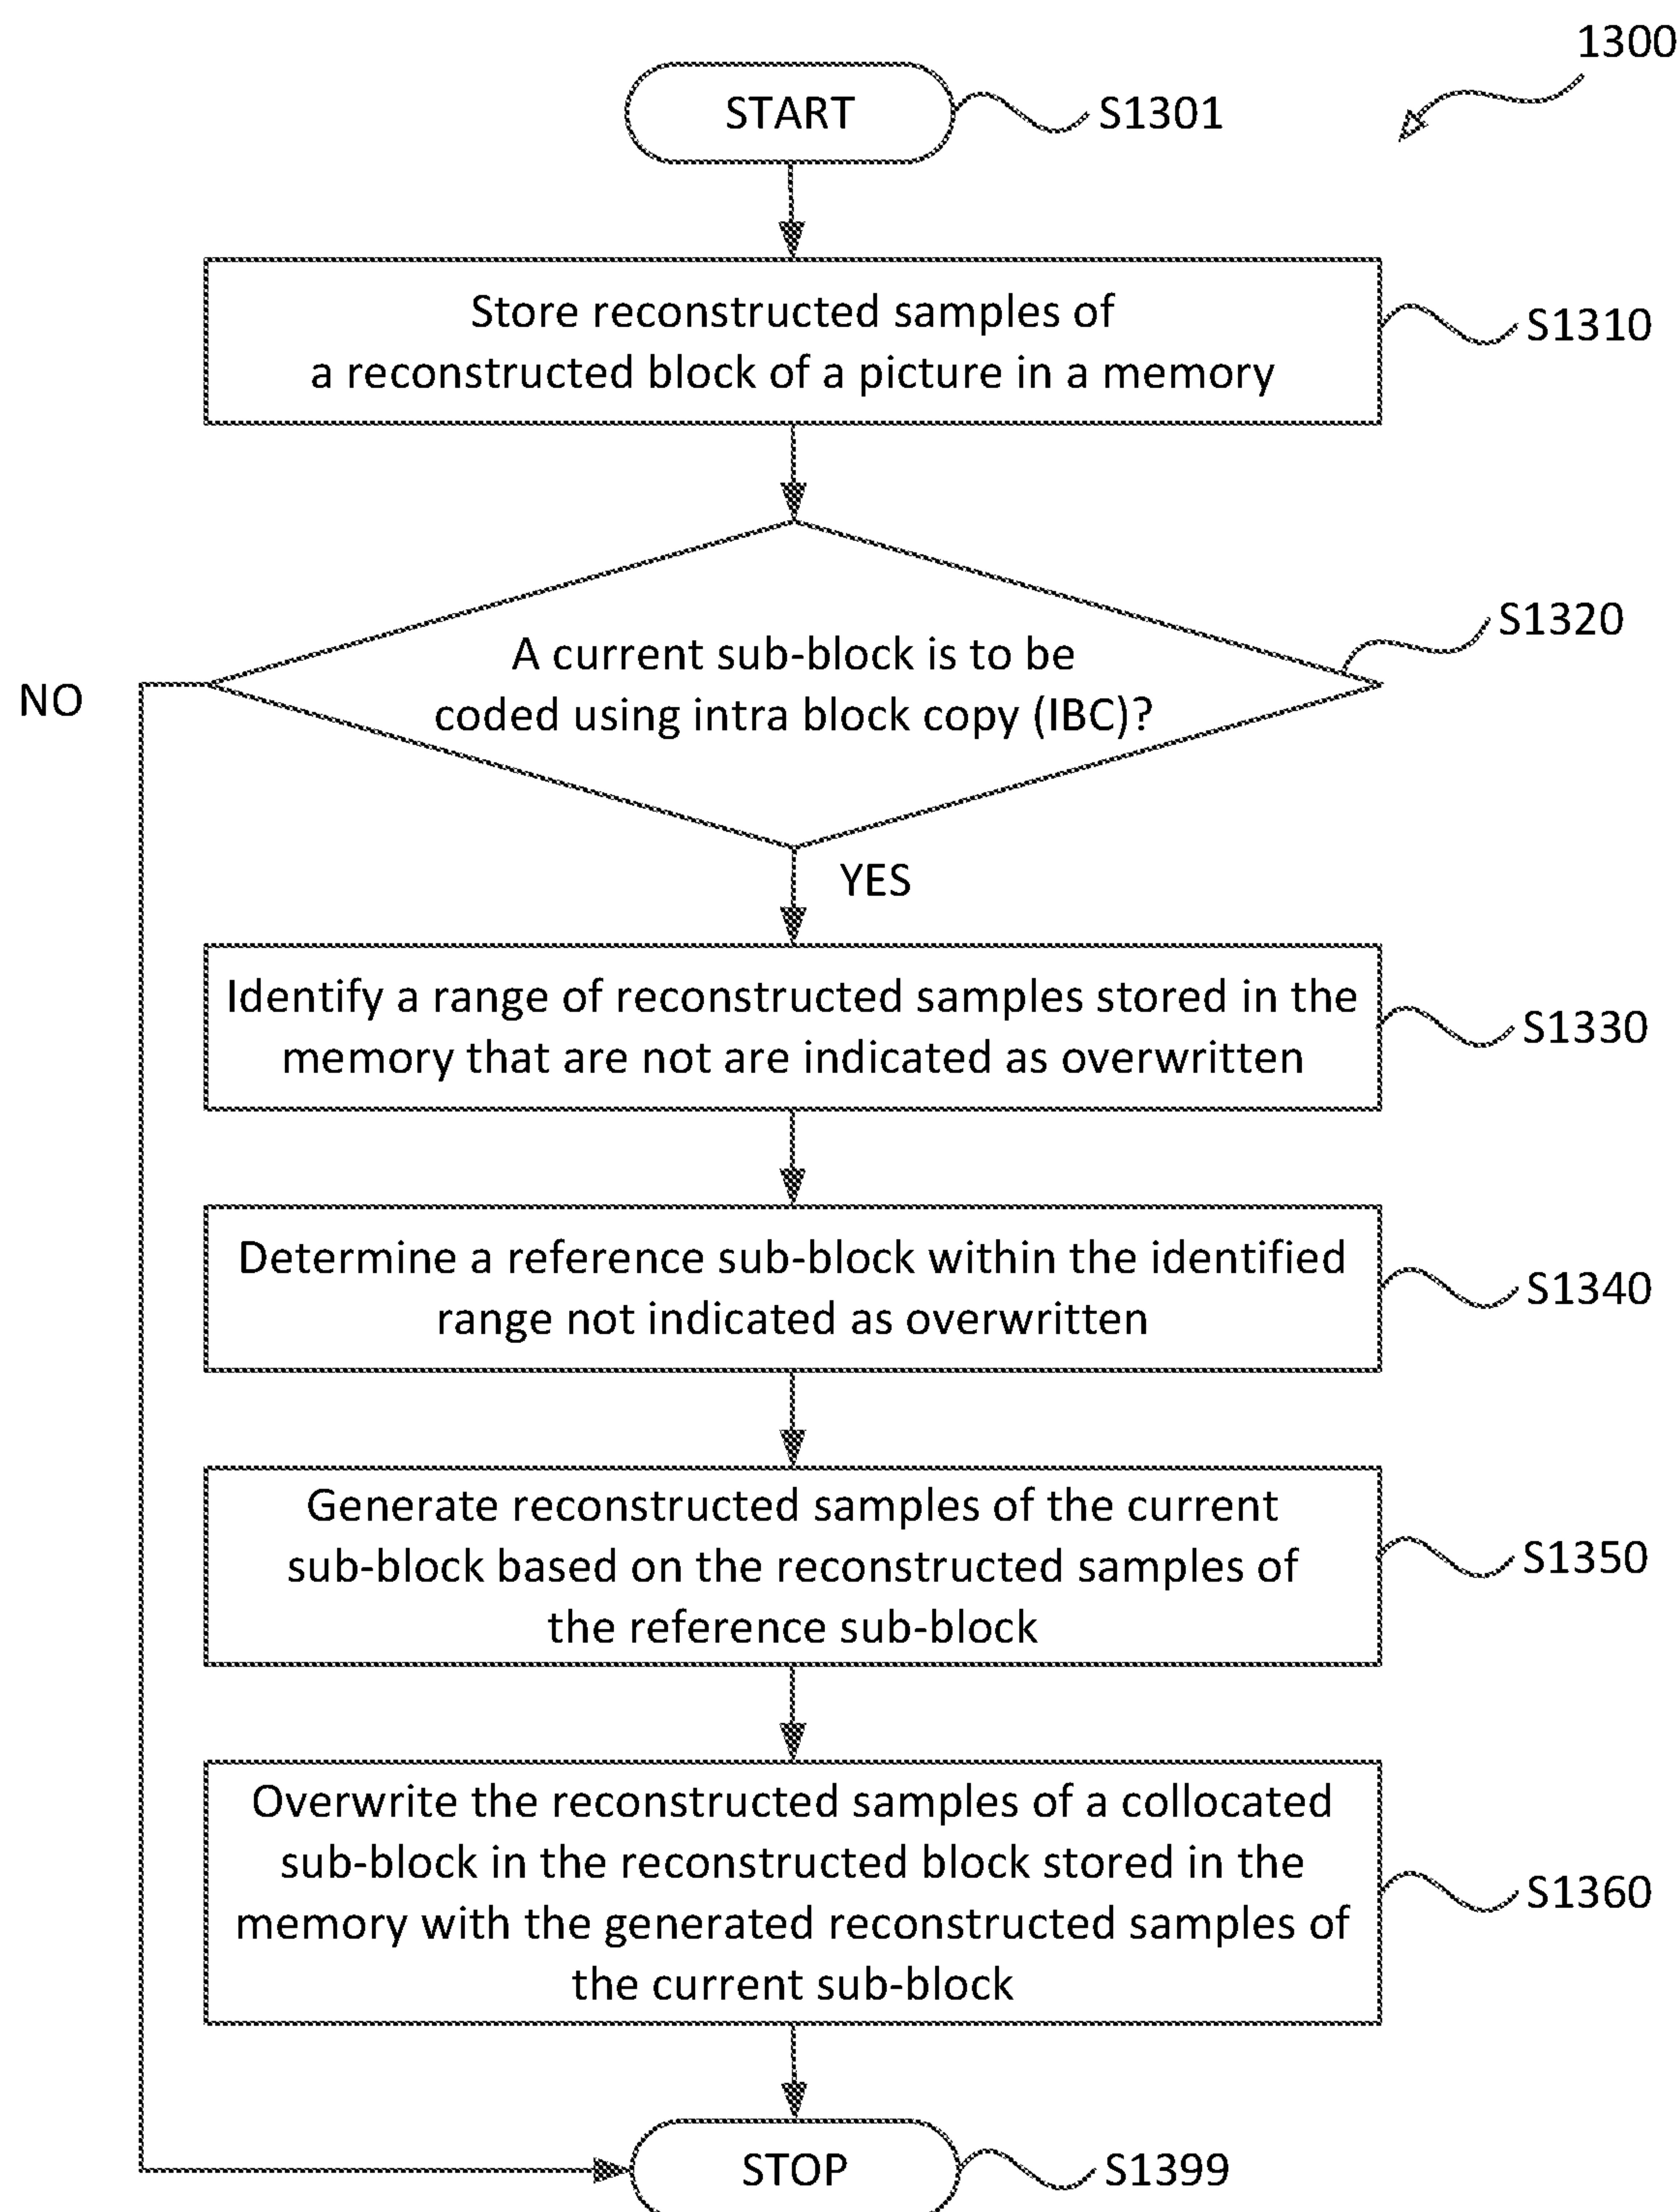 1300
START
S1301
Store reconstructed samples of
a reconstructed block of a picture in a memory
S1310
A current sub-block is to be
coded using intra block copy (IBC)?
S1320
NO
YES
Identify a range of reconstructed samples stored in the
memory that are not are indicated as overwritten
S1330
Determine a reference sub-block within the identified
range not indicated as overwritten
S1340
Generate reconstructed samples of the current
sub-block based on the reconstructed samples of
the reference sub-block
S1350
Overwrite the reconstructed samples of a collocated
sub-block in the reconstructed block stored in the
memory with the generated reconstructed samples of
the current sub-block
S1360
STOP
S1399